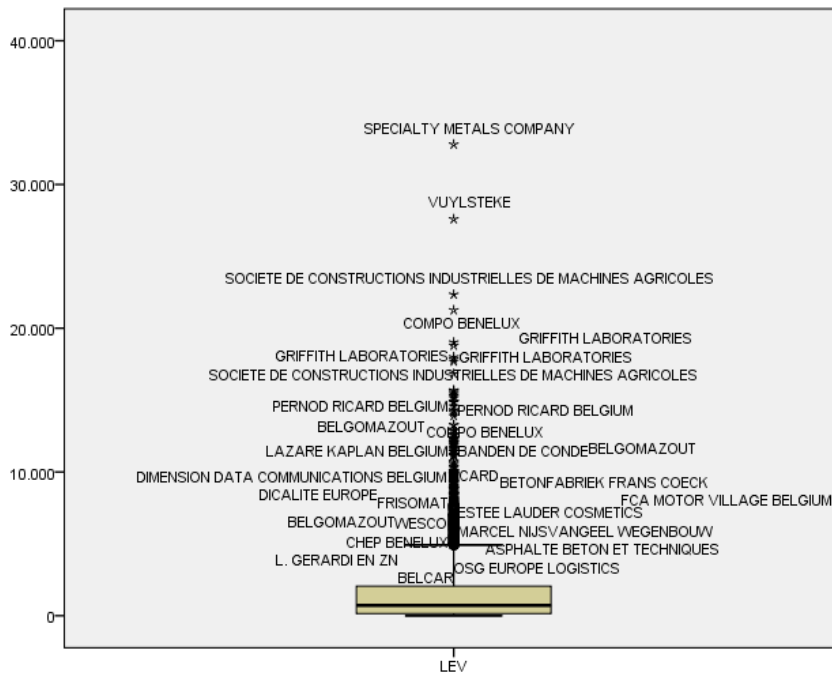 40.000
SPECIALTY METALS COMPANY
30.000
VUYLSTEKE
SOCIETE DE CONSTRUCTIONS INDUSTRIELLES DE MACHINES AGRICOLES
20.000
COMPO BENELUX
GRIFFITH LABORATORIES
GRIFFITH LABORATORIES GRIFFITH LABORATORIES
SOCIETE DE CONSTRUCTIONS INDUSTRIELLES DE MACHINES AGRICOLES
PERNOD RICARD BELGIUM PERNOD RICARD BELGIUM
BELGOMAZOUT COMPO BENELUX
LAZARE KAPLAN BELGIUM BANDEN DE CONDE BELGOMAZOUT
10.000
DIMENSION DATA COMMUNICATIONS BELGIUM CARD BETONFABRIEK FRANS COECK
DICALITE EUROPE FRISOMAT FCA MOTOR VILLAGE BELGIUM
ESTEE LAUDER COSMETICS
BELGOMAZOUT WESCO MARCEL NIJS VANGEEL WEGENBOUW
CHEP BENELUX ASPHALTE BETON ET TECHNIQUES
L. GERARDI EN ZN OSG EUROPE LOGISTICS
BELCAR
0
LEV